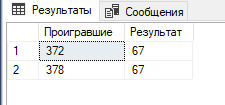 Результаты Сообщения
Проигравшие Результат
1 372 67
2 378 67